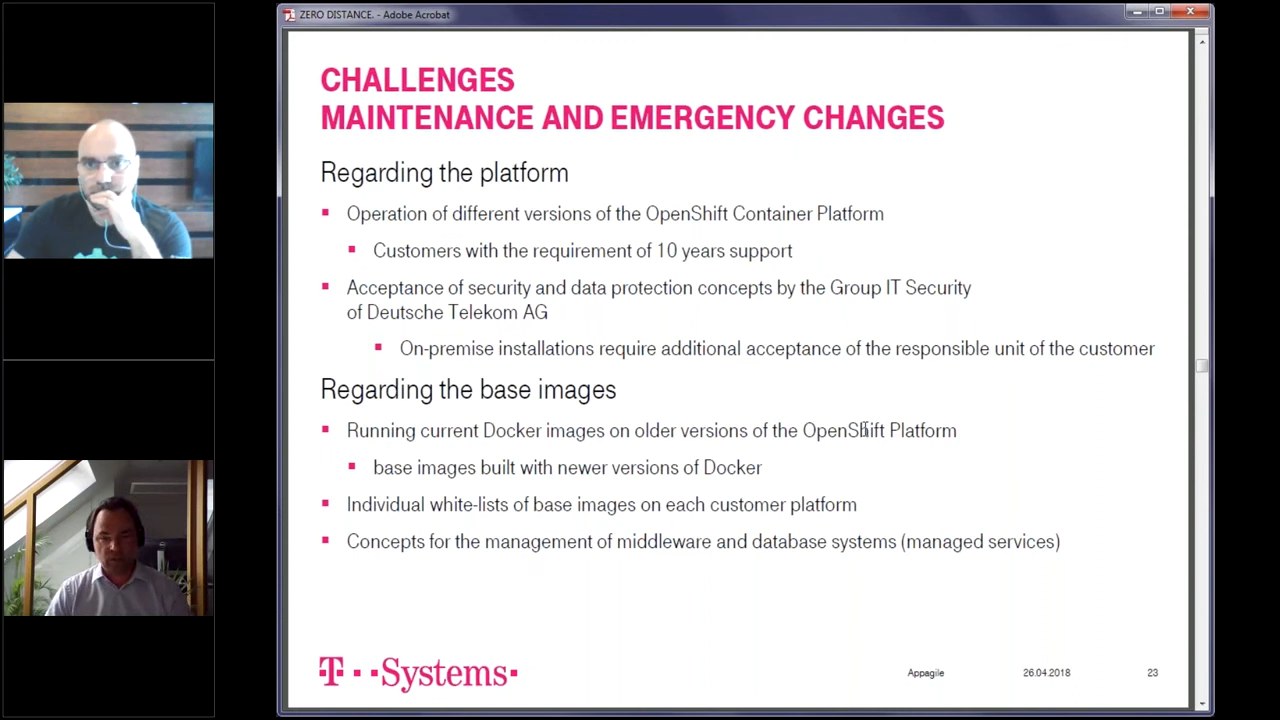 ZERO DISTANCE. - Adobe Acrobat
CHALLENGES
MAINTENANCE AND EMERGENCY CHANGES
Regarding the platform
Operation of different versions of the OpenShift Container Platform
Customers with the requirement of 10 years support
Acceptance of security and data protection concepts by the Group IT Security
of Deutsche Telekom AG
On-premise installations require additional acceptance of the responsible unit of the customer
Regarding the base images
Running current Docker images on older versions of the OpenShift Platform
base images built with newer versions of Docker
Individual white-lists of base images on each customer platform
Concepts for the management of middleware and database systems (managed services)
T··Systems· Appagile 26.04.2018 23